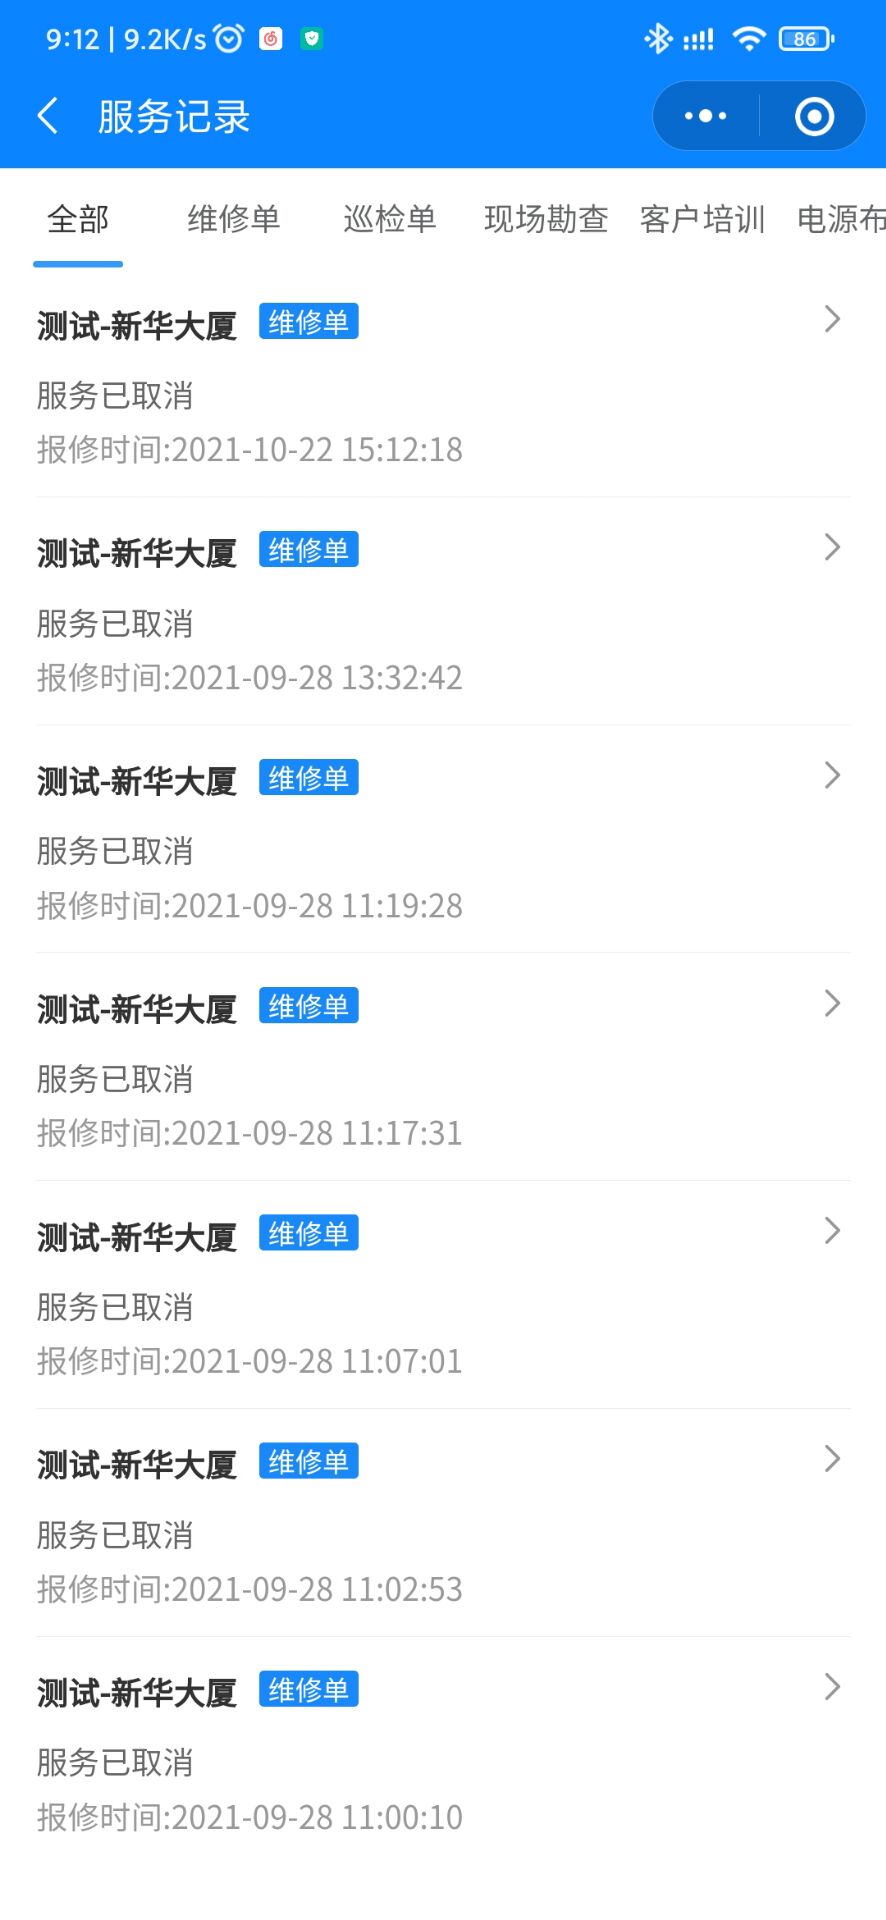 9:12 | 9.2K/s
86
服务记录
全部 维修单 巡检单 现场勘查 客户培训 电源布
测试-新华大厦 维修单
服务已取消
报修时间:2021-10-22 15:12:18
测试-新华大厦 维修单
服务已取消
报修时间:2021-09-28 13:32:42
测试-新华大厦 维修单
服务已取消
报修时间:2021-09-28 11:19:28
测试-新华大厦 维修单
服务已取消
报修时间:2021-09-28 11:17:31
测试-新华大厦 维修单
服务已取消
报修时间:2021-09-28 11:07:01
测试-新华大厦 维修单
服务已取消
报修时间:2021-09-28 11:02:53
测试-新华大厦 维修单
服务已取消
报修时间:2021-09-28 11:00:10